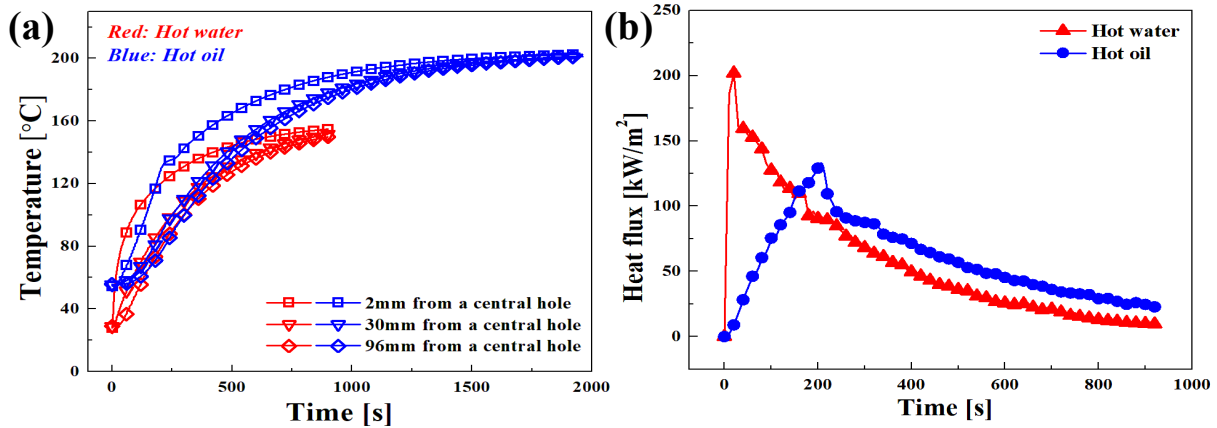 (a)
Red: Hot water
Blue: Hot oil
Temperature [°C]
200
160
120
80
40
0
2mm from a central hole
30mm from a central hole
96mm from a central hole
0
500
1000
1500
2000
Time [s]
(b)
Hot water
Hot oil
Heat flux [kW/m²]
250
200
150
100
50
0
0
200
400
600
800
1000
Time [s]